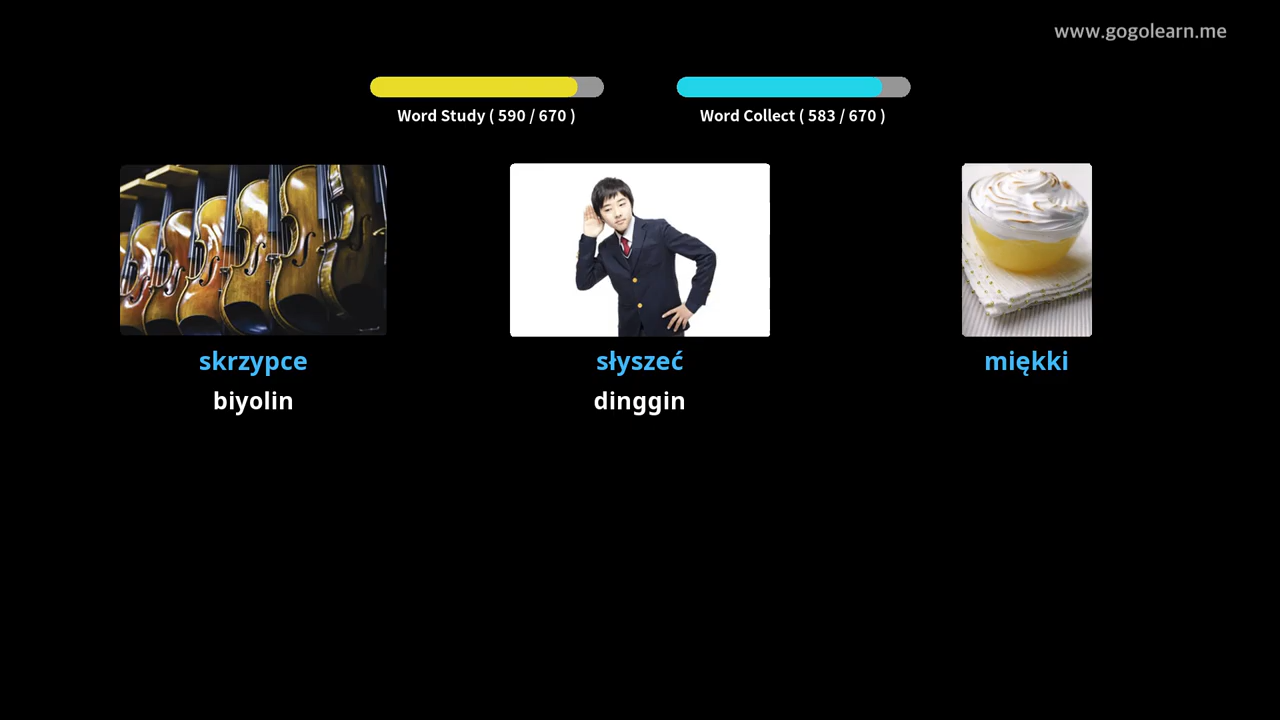 www.gogolearn.me
Word Study ( 590 / 670 )
Word Collect ( 583 / 670 )
skrzypce
słyszeć
miękki
biyolin
dinggin